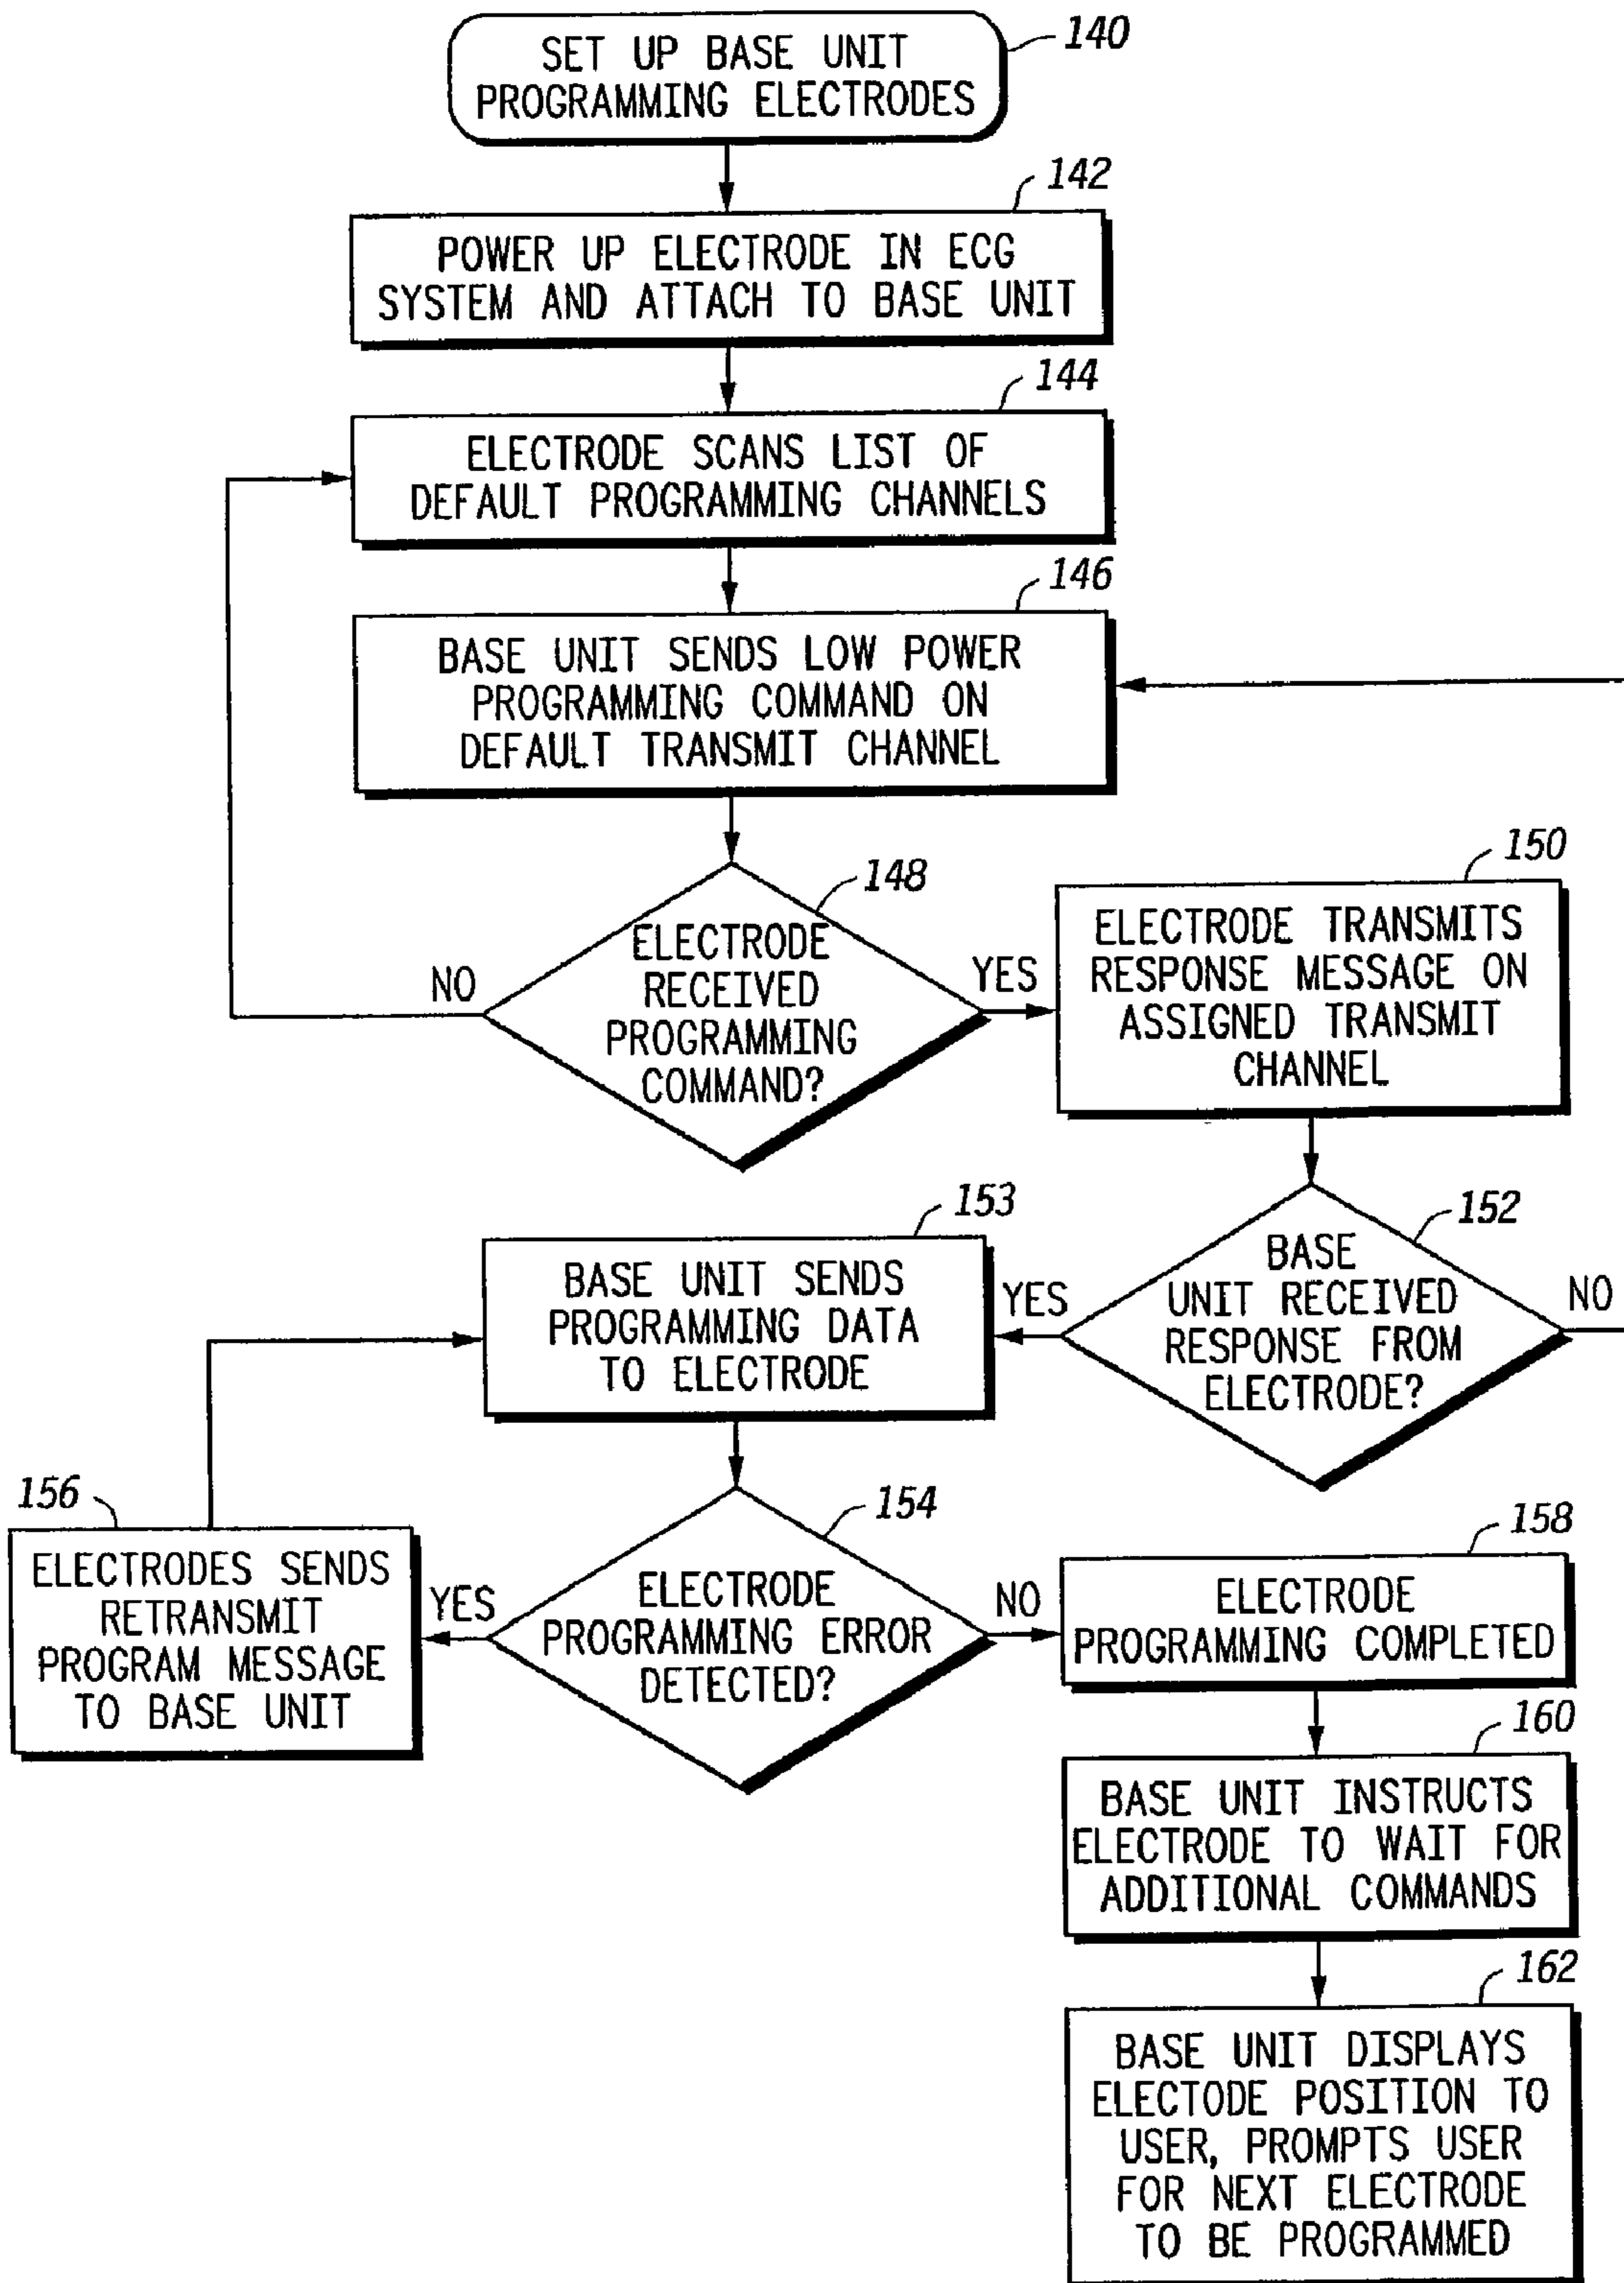 SET UP BASE UNIT
PROGRAMMING ELECTRODES
140
142
POWER UP ELECTRODE IN ECG
SYSTEM AND ATTACH TO BASE UNIT
144
ELECTRODE SCANS LIST OF
DEFAULT PROGRAMMING CHANNELS
146
BASE UNIT SENDS LOW POWER
PROGRAMMING COMMAND ON
DEFAULT TRANSMIT CHANNEL
148
ELECTRODE
RECEIVED
PROGRAMMING
COMMAND?
NO
YES
150
ELECTRODE TRANSMITS
RESPONSE MESSAGE ON
ASSIGNED TRANSMIT
CHANNEL
152
BASE
UNIT RECEIVED
RESPONSE FROM
ELECTRODE?
NO
YES
153
BASE UNIT SENDS
PROGRAMMING DATA
TO ELECTRODE
154
ELECTRODE
PROGRAMMING ERROR
DETECTED?
YES
NO
156
ELECTRODES SENDS
RETRANSMIT
PROGRAM MESSAGE
TO BASE UNIT
158
ELECTRODE
PROGRAMMING COMPLETED
160
BASE UNIT INSTRUCTS
ELECTRODE TO WAIT FOR
ADDITIONAL COMMANDS
162
BASE UNIT DISPLAYS
ELECTODE POSITION TO
USER, PROMPTS USER
FOR NEXT ELECTRODE
TO BE PROGRAMMED